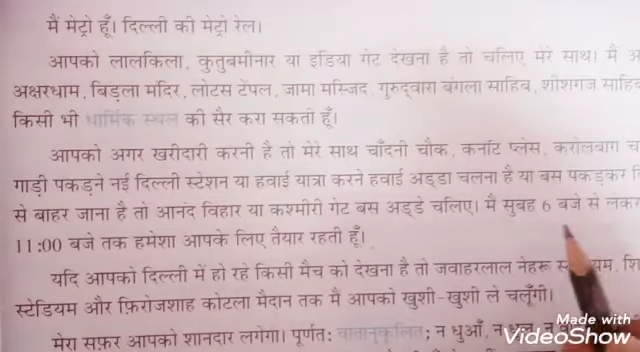 मैं मेट्रो हूँ। दिल्ली की मेट्रो रेल।
आपको लालकिला, कुतुबमीनार या इंडिया गेट देखना है तो चलिए मेरे साथ। मैं
अक्षरधाम, बिड़ला मंदिर, लोटस टेंपल, जामा मस्जिद, गुरुद्वारा बंगला साहिब, शीशगंज साहिब
किसी भी धार्मिक स्थल की सैर करा सकती हूँ।
आपको अगर खरीदारी करनी है तो मेरे साथ चाँदनी चौक, कनॉट प्लेस, करोलबाग
गाड़ी पकड़ने नई दिल्ली स्टेशन या हवाई यात्रा करने हवाई अड्डा चलना है या बस पकड़कर
से बाहर जाना है तो आनंद विहार या कश्मीरी गेट बस अड्डे चलिए। मैं सुबह 6 बजे से लेकर
11:00 बजे तक हमेशा आपके लिए तैयार रहती हूँ।
यदि आपको दिल्ली में हो रहे किसी मैच को देखना है तो जवाहरलाल नेहरू
स्टेडियम और फ़िरोजशाह कोटला मैदान तक मैं आपको खुशी-खुशी ले चलूँगी।
मेरा सफ़र आपको शानदार लगेगा। पूर्णतः वातानुकूलित; न धुआँ,
Made with
VideoShow